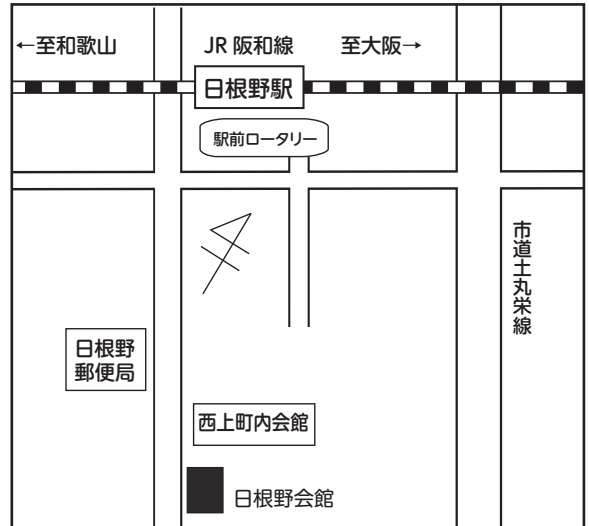 ←至和歌山
JR 阪和線
至大阪→
日根野駅
駅前ロータリー
市道土丸栄線
日根野
郵便局
西上町内会館
日根野会館